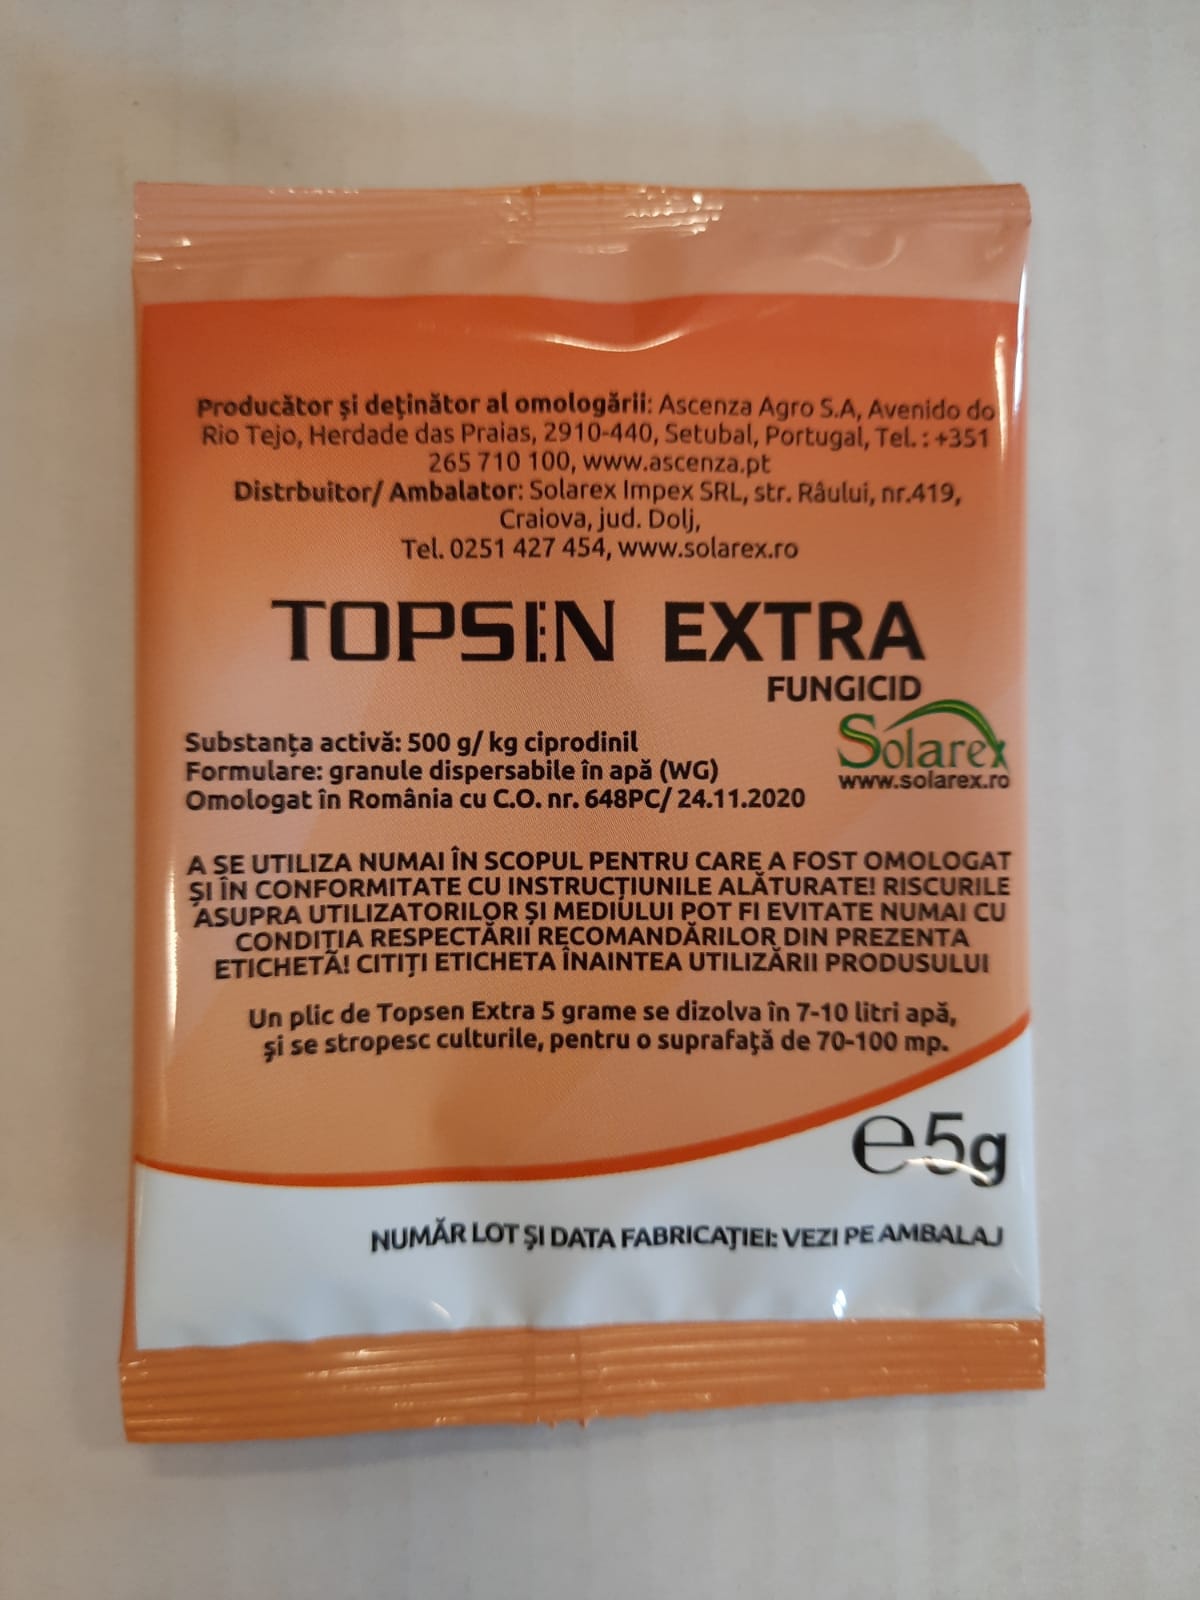 Producător și deținător al omologării: Ascenza Agro S.A, Avenido do
Rio Tejo, Herdade das Praias, 2910-440, Setubal, Portugal, Tel. : +351
265 710 100, www.ascenza.pt
Distrbuitor/ Ambalator: Solarex Impex SRL, str. Râului, nr.419,
Craiova, jud. Dolj,
Tel. 0251 427 454, www.solarex.ro
TOPSEN EXTRA
FUNGICID
Solarex
www.solarex.ro
Substanța activă: 500 g/ kg ciprodinil
Formulare: granule dispersabile în apă (WG)
Omologat în România cu C.O. nr. 648PC/ 24.11.2020
A SE UTILIZA NUMAI ÎN SCOPUL PENTRU CARE A FOST OMOLOGAT
ȘI ÎN CONFORMITATE CU INSTRUCȚIUNILE ALĂTURATE! RISCURILE
ASUPRA UTILIZATORILOR ȘI MEDIULUI POT FI EVITATE NUMAI CU
CONDIȚIA RESPECTĂRII RECOMANDĂRILOR DIN PREZENTA
ETICHETĂ! CITIȚI ETICHETA ÎNAINTEA UTILIZĂRII PRODUSULUI
Un plic de Topsen Extra 5 grame se dizolva în 7-10 litri apă,
și se stropesc culturile, pentru o suprafață de 70-100 mp.
℮5g
NUMĂR LOT ȘI DATA FABRICAȚIEI: VEZI PE AMBALAJ